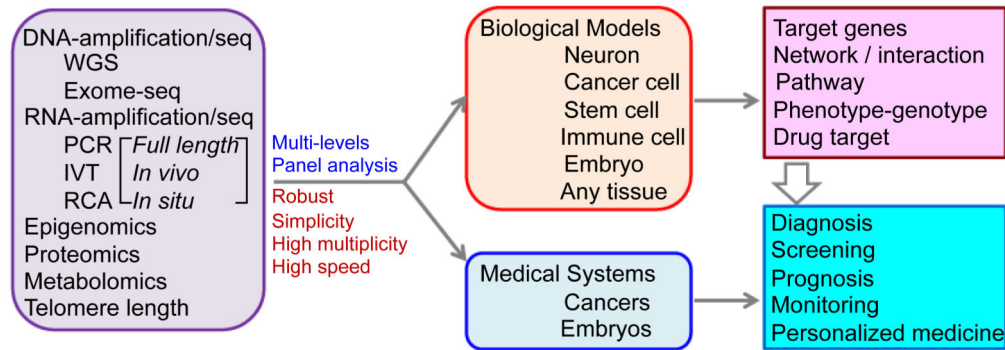 DNA-amplification/seq
WGS
Exome-seq
RNA-amplification/seq
PCR Full length
IVT In vivo
RCA In situ
Epigenomics
Proteomics
Metabolomics
Telomere length
Multi-levels
Panel analysis
Robust
Simplicity
High multiplicity
High speed
Biological Models
Neuron
Cancer cell
Stem cell
Immune cell
Embryo
Any tissue
Medical Systems
Cancers
Embryos
Target genes
Network / interaction
Pathway
Phenotype-genotype
Drug target
Diagnosis
Screening
Prognosis
Monitoring
Personalized medicine